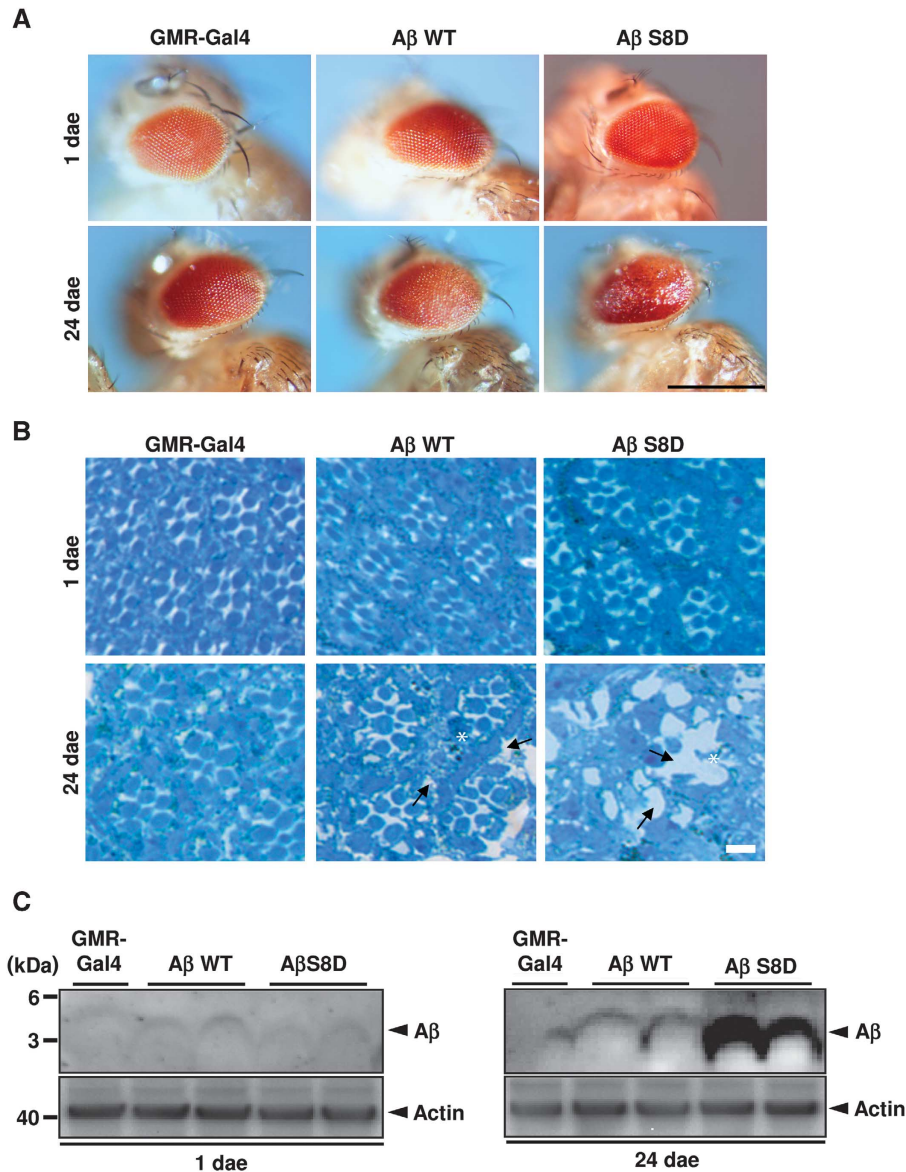 A
GMR-Gal4 Aβ WT Aβ S8D
1 dae
24 dae
B
GMR-Gal4 Aβ WT Aβ S8D
1 dae
24 dae
*
*
C
(kDa)
GMR-
Gal4 Aβ WT AβS8D
6
3
Aβ
40
Actin
1 dae
GMR-
Gal4 Aβ WT Aβ S8D
Aβ
Actin
24 dae